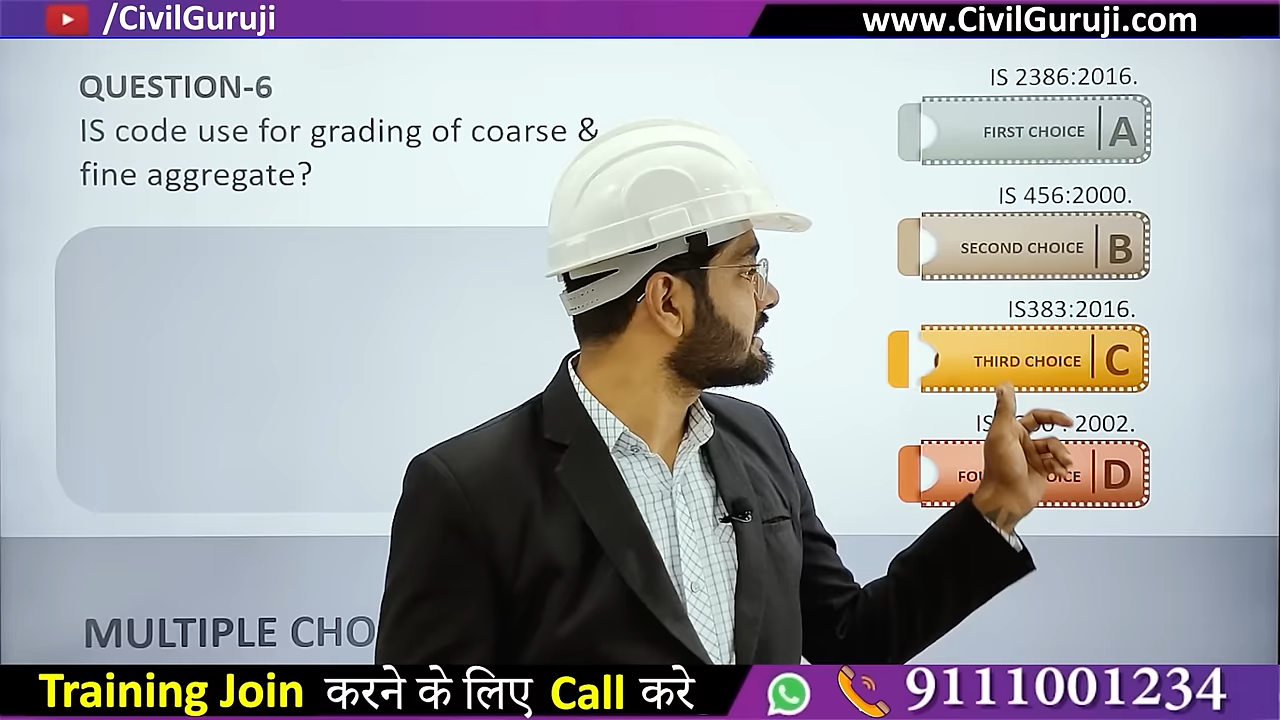 /CivilGuruji
www.CivilGuruji.com
QUESTION-6
IS code use for grading of coarse &
fine aggregate?
IS 2386:2016.
FIRST CHOICE A
IS 456:2000.
SECOND CHOICE B
IS383:2016.
THIRD CHOICE C
2002.
D
MULTIPLE
Training Join करने के लिए Call करे
9111001234